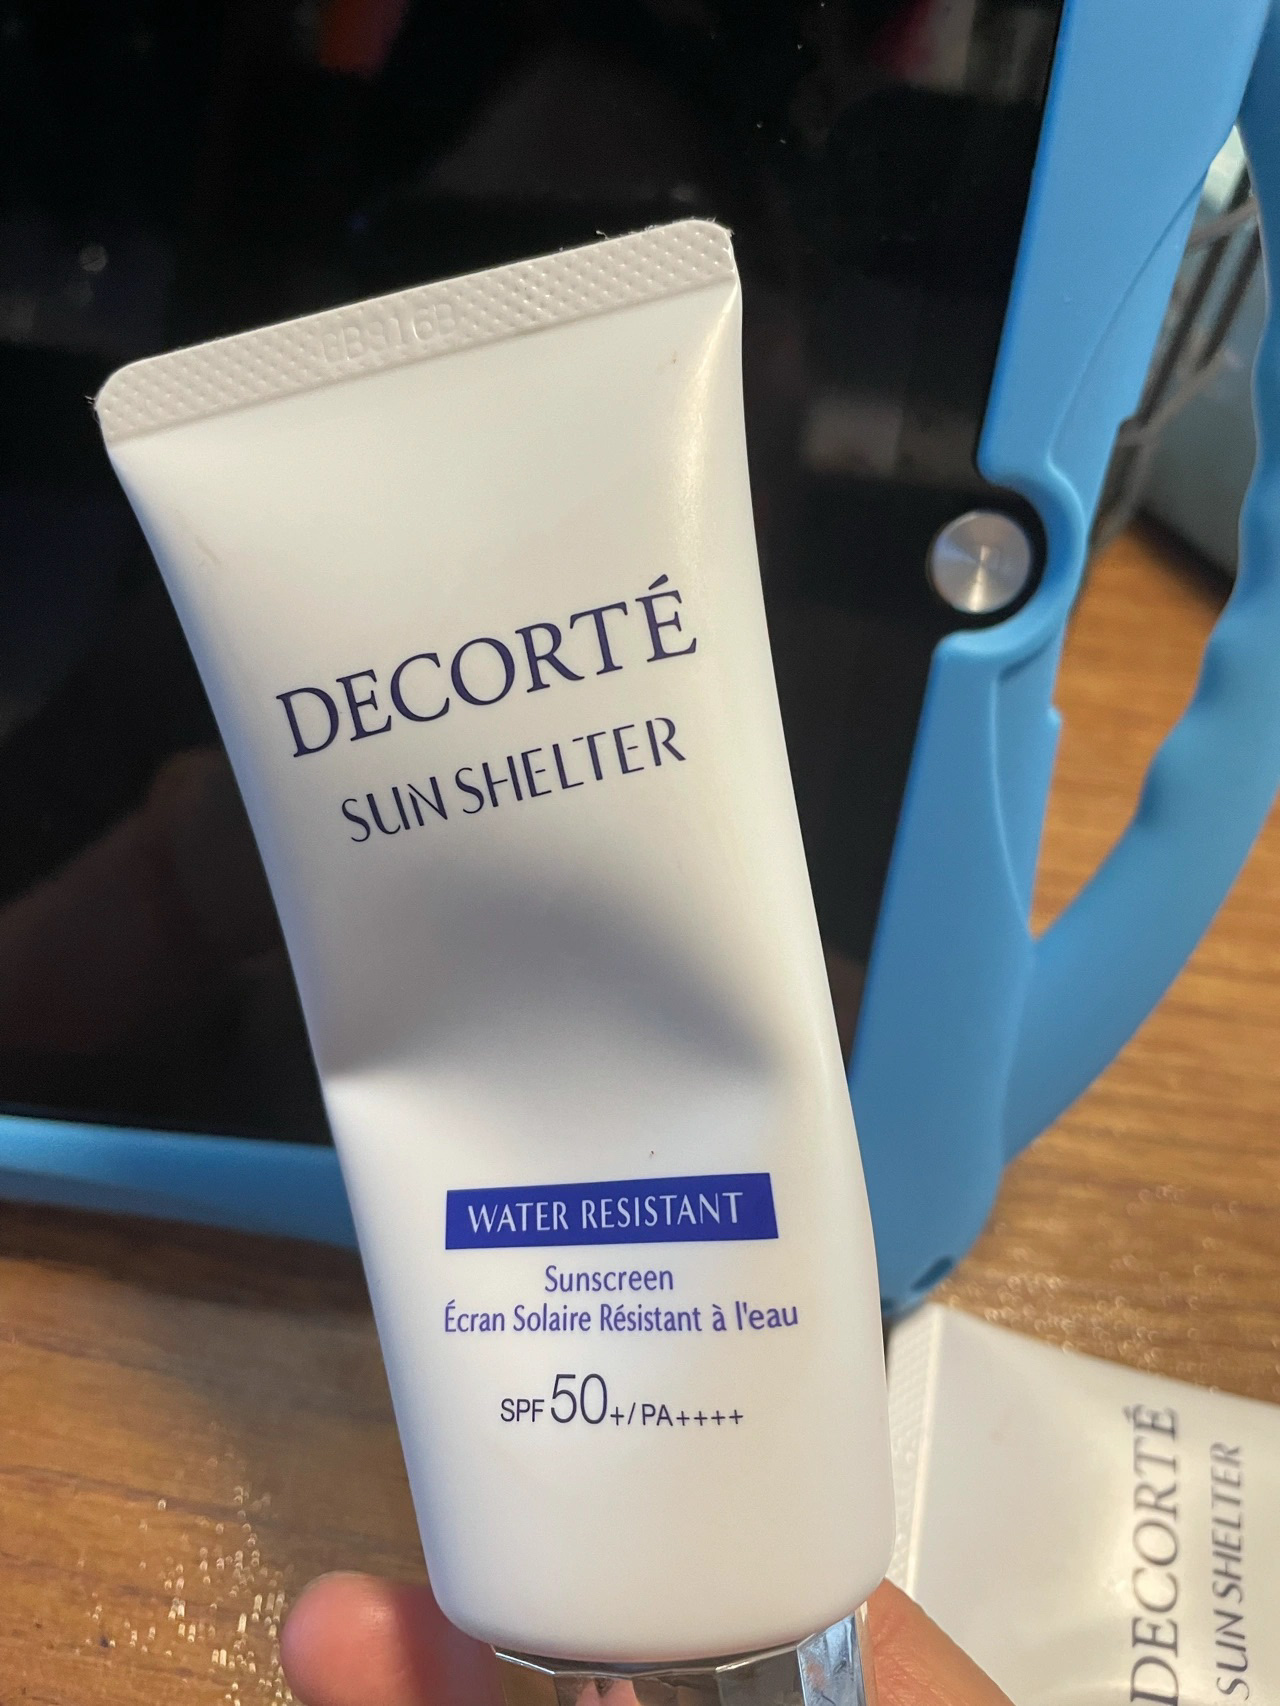 DECORTÉ
SUN SHELTER
WATER RESISTANT
Sunscreen
Écran Solaire Résistant à l'eau
SPF 50+/PA++++
DECORTÉ
SUN SHELTER